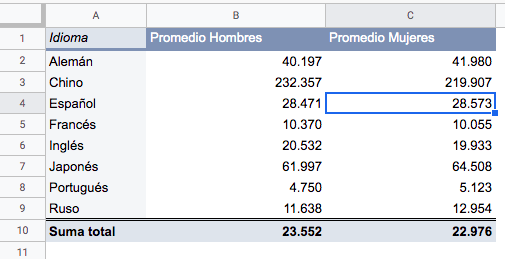 A B C
1 Idioma Promedio Hombres Promedio Mujeres
2 Alemán 40.197 41.980
3 Chino 232.357 219.907
4 Español 28.471 28.573
5 Francés 10.370 10.055
6 Inglés 20.532 19.933
7 Japonés 61.997 64.508
8 Portugués 4.750 5.123
9 Ruso 11.638 12.954
10 Suma total 23.552 22.976
11